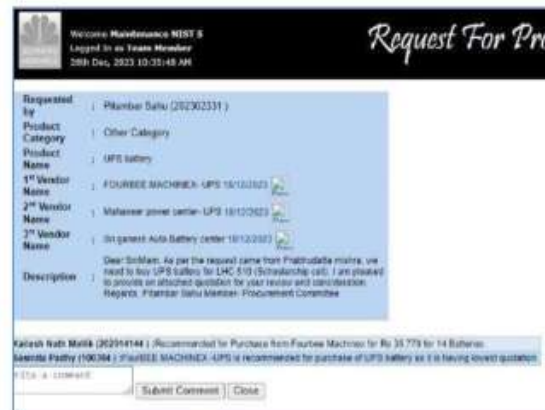 Welcome Maintenance NIST S
Logged In as Team Member
26th Dec, 2023 10:35:48 AM
Request For Pro
Requested by : Pitambar Sahu (202302331 )
Product Category : Other Category
Product Name : UPS battery
1st Vendor Name : FOURBEE MACHINEX- UPS 18/12/2023
2nd Vendor Name : Mahaveer power center- UPS 18/12/2023
3rd Vendor Name : Sri ganesh Auto Battery center 18/12/2023
Description : Dear Sir/Mam, As per the request came from Prabhudatta mishra, we
need to buy UPS battery for LHC 510 (Scholarship cell). I am pleased
to provide an attached quotation for your review and consideration.
Regards, Pitambar Sahu Member- Procurement Committee
Kailash Nath Mallik (202014144 ) :Recommended for Purchase from Fourbee Machinex for Rs 35,778 for 14 Batteries
Padhy (100364 ) :FourBEE MACHINEX -UPS is recommended for purchase of UPS battery as it is having lowest quotation
Write a comment
Submit Comment Close